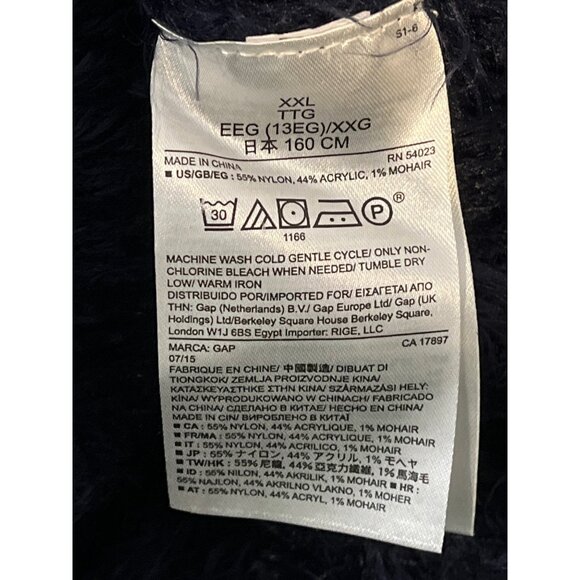 S1-6
XXL
TTG
EEG (13EG)/XXG
日本 160 CM
MADE IN CHINA RN 54023
■ US/GB/EG : 55% NYLON, 44% ACRYLIC, 1% MOHAIR
30 P ®
1166
MACHINE WASH COLD GENTLE CYCLE/ ONLY NON-
CHLORINE BLEACH WHEN NEEDED/ TUMBLE DRY
LOW/ WARM IRON
DISTRIBUIDO POR/IMPORTED FOR/ ΕΙΣΑΓΕΤΑΙ ΑΠΟ
ΤΗΝ: Gap (Netherlands) B.V./ Gap Europe Ltd/ Gap (UK
Holdings) Ltd/Berkeley Square House Berkeley Square,
London W1J 6BS Egypt Importer: RIGE, LLC
MARCA: GAP CA 17897
07/15
FABRIQUE EN CHINE/ 中國製造/ DIBUAT DI
TIONGKOK/ ZEMLJA PROIZVODNJE KINA/
ΚΑΤΑΣΚΕΥΑΣΤΗΚΕ ΣΤΗΝ ΚΙΝΑ/ SZÁRMAZÁSI HELY:
KÍNA/ WYPRODUKOWANO W CHINACH/ FABRICADO
NA CHINA/ СДЕЛАНО В КИТАЕ/ HECHO EN CHINA/
MADE IN CIN/ ВИРОБЛЕНО В КИТАЇ
■ CA : 55% NYLON, 44% ACRYLIQUE, 1% MOHAIR
■ FR/MA : 55% NYLON, 44% ACRYLIQUE, 1% MOHAIR
■ IT : 55% NYLON, 44% ACRILICO, 1% MOHAIR
■ JP : 55% ナイロン, 44% アクリル, 1% モヘヤ
■ TW/HK : 55% 尼龍, 44% 亞克力纖維, 1% 馬海毛
■ ID : 55% NILON, 44% AKRILIK, 1% MOHAIR ■ HR :
55% NAJLON, 44% AKRILNO VLAKNO, 1% MOHER
■ AT : 55% NYLON, 44% ACRYL, 1% MOHAIR